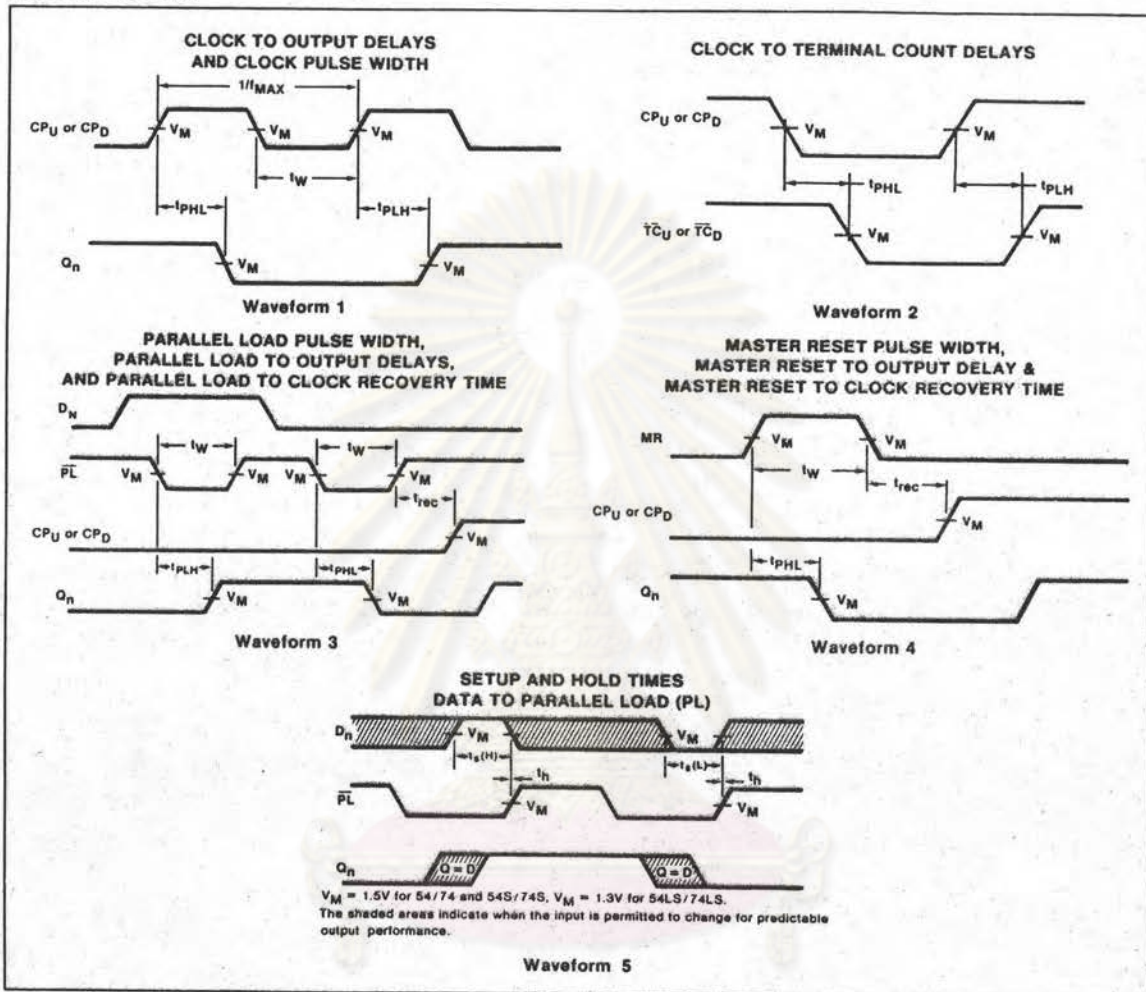 CLOCK TO OUTPUT DELAYS
AND CLOCK PULSE WIDTH
1/fMAX
CPU or CPD
VM
VM
VM
tW
tPHL
tPLH
Qn
VM
VM
Waveform 1
CLOCK TO TERMINAL COUNT DELAYS
CPU or CPD
VM
VM
tPHL
tPLH
T̅C̅U or T̅C̅D
VM
VM
Waveform 2
PARALLEL LOAD PULSE WIDTH,
PARALLEL LOAD TO OUTPUT DELAYS,
AND PARALLEL LOAD TO CLOCK RECOVERY TIME
DN
tW
tW
P̅L̅
VM
VM
VM
VM
trec
CPU or CPD
VM
tPLH
tPHL
Qn
VM
VM
Waveform 3
MASTER RESET PULSE WIDTH,
MASTER RESET TO OUTPUT DELAY &
MASTER RESET TO CLOCK RECOVERY TIME
MR
VM
VM
tW
trec
CPU or CPD
VM
tPHL
Qn
VM
Waveform 4
SETUP AND HOLD TIMES
DATA TO PARALLEL LOAD (PL)
Dn
VM
VM
ts(H)
ts(L)
th
th
P̅L̅
VM
VM
Qn
Q = D
Q = D
VM = 1.5V for 54/74 and 54S/74S, VM = 1.3V for 54LS/74LS.
The shaded areas indicate when the input is permitted to change for predictable
output performance.
Waveform 5